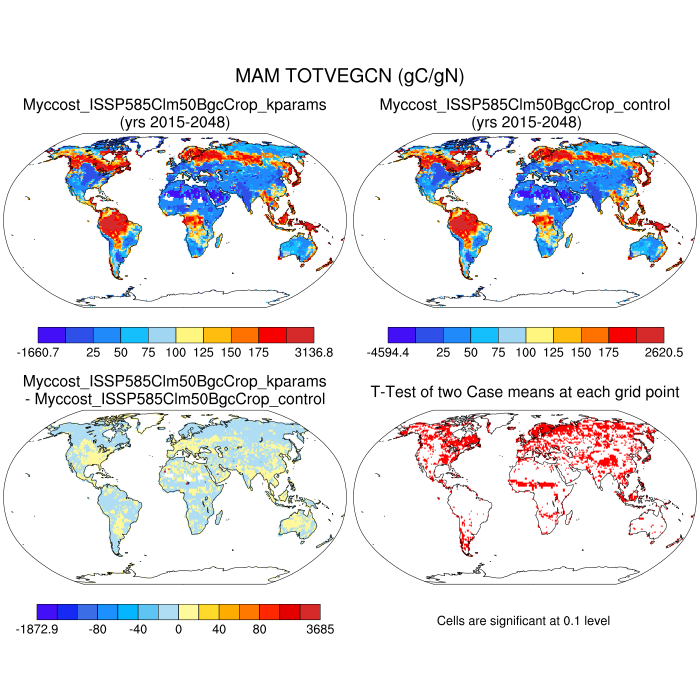 MAM TOTVEGCN (gC/gN)
Myccost_ISSP585Clm50BgcCrop_kparams
(yrs 2015-2048)
Myccost_ISSP585Clm50BgcCrop_control
(yrs 2015-2048)
-1660.7 25 50 75 100 125 150 175 3136.8
-4594.4 25 50 75 100 125 150 175 2620.5
Myccost_ISSP585Clm50BgcCrop_kparams
- Myccost_ISSP585Clm50BgcCrop_control
T-Test of two Case means at each grid point
-1872.9 -80 -40 0 40 80 3685
Cells are significant at 0.1 level